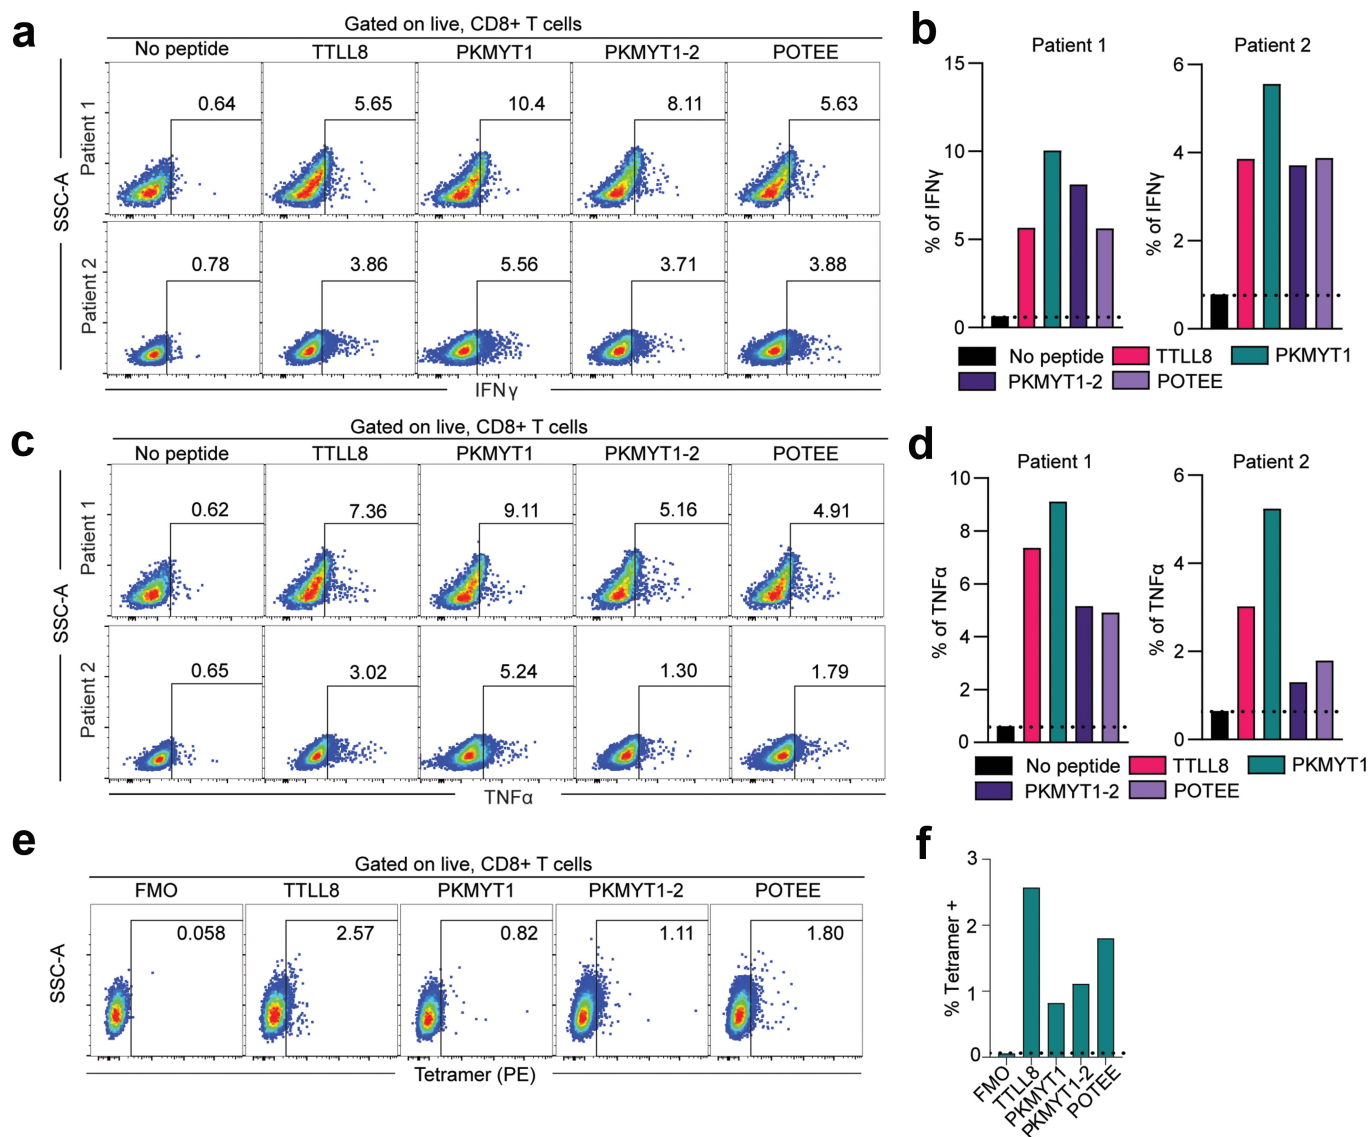 a
Gated on live, CD8+ T cells
No peptide TTLL8 PKMYT1 PKMYT1-2 POTEE
Patient 1
0.64 5.65 10.4 8.11 5.63
SSC-A
Patient 2
0.78 3.86 5.56 3.71 3.88
IFNγ
b
Patient 1
% of IFNγ
15
10
5
0
Patient 2
% of IFNγ
6
4
2
0
No peptide TTLL8 PKMYT1
PKMYT1-2 POTEE
c
Gated on live, CD8+ T cells
No peptide TTLL8 PKMYT1 PKMYT1-2 POTEE
Patient 1
0.62 7.36 9.11 5.16 4.91
SSC-A
Patient 2
0.65 3.02 5.24 1.30 1.79
TNFα
d
Patient 1
% of TNFα
10
8
6
4
2
0
Patient 2
% of TNFα
6
4
2
0
No peptide TTLL8 PKMYT1
PKMYT1-2 POTEE
e
Gated on live, CD8+ T cells
FMO TTLL8 PKMYT1 PKMYT1-2 POTEE
0.058 2.57 0.82 1.11 1.80
SSC-A
Tetramer (PE)
f
% Tetramer +
3
2
1
0
FMO
TTLL8
PKMYT1
PKMYT1-2
POTEE